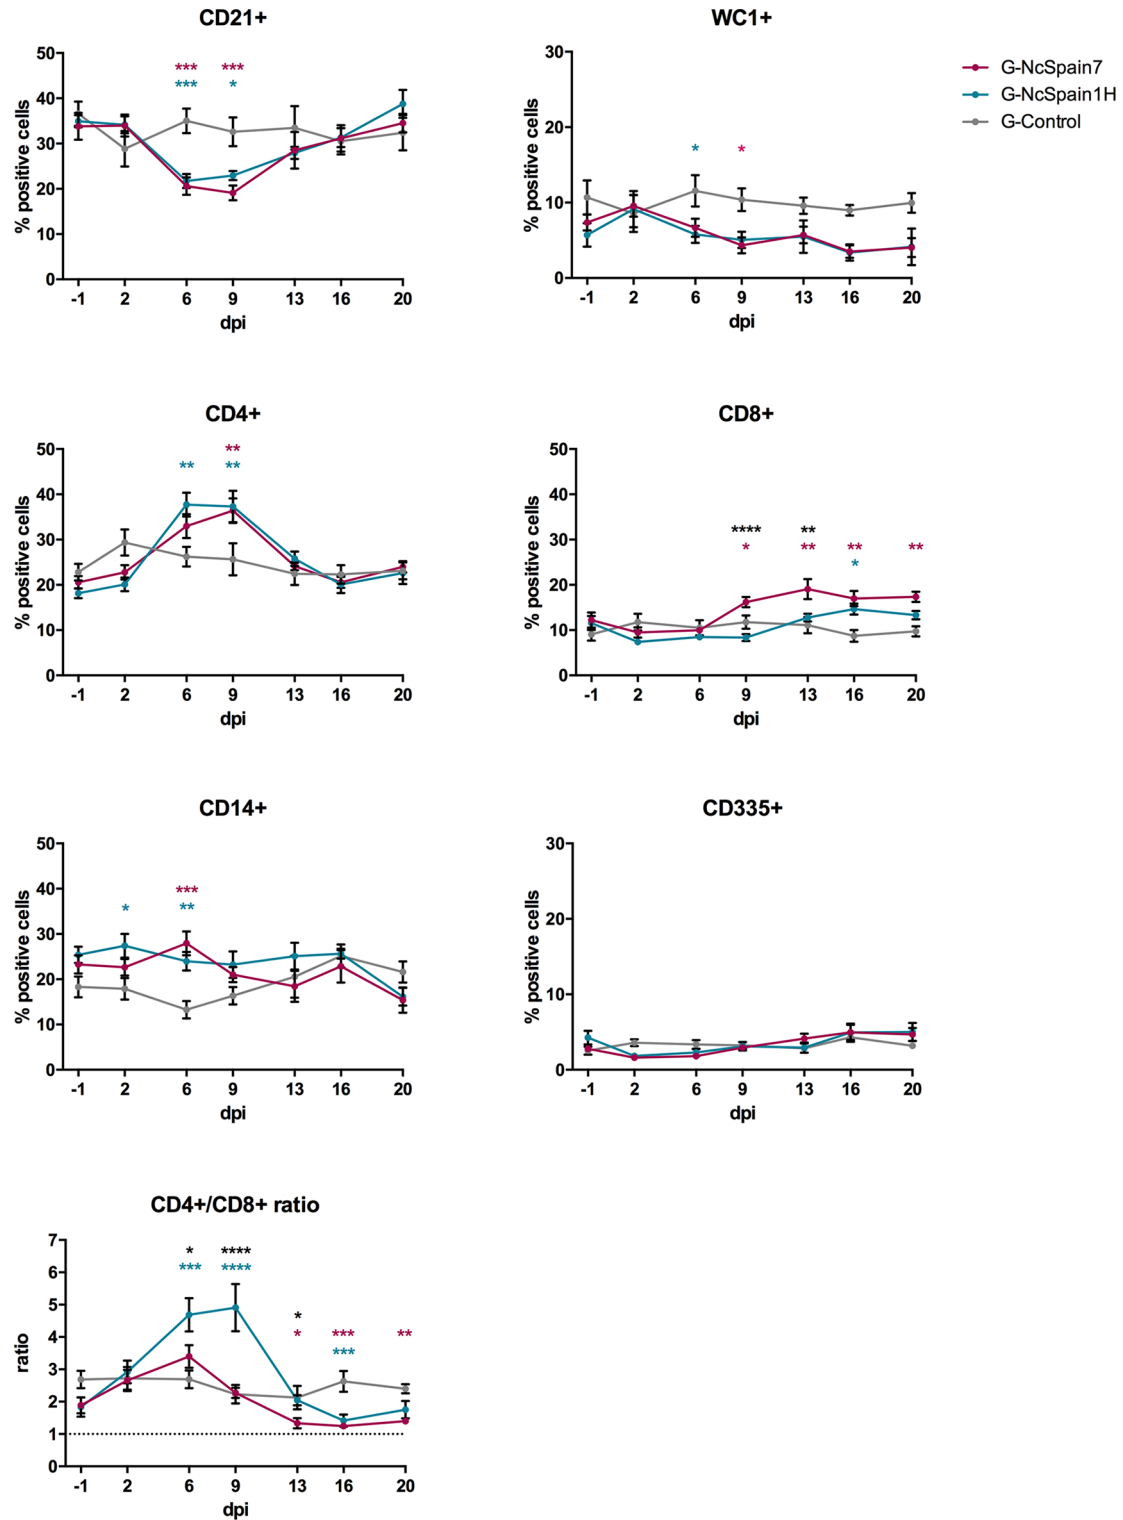 CD21+
% positive cells
50
40
30
20
10
0
*** ***
*** *
-1 2 6 9 13 16 20
dpi
WC1+
% positive cells
30
20
10
0
* *
-1 2 6 9 13 16 20
dpi
G-NcSpain7
G-NcSpain1H
G-Control
CD4+
% positive cells
50
40
30
20
10
0
**
** **
-1 2 6 9 13 16 20
dpi
CD8+
% positive cells
50
40
30
20
10
0
**** **
* ** ** **
*
-1 2 6 9 13 16 20
dpi
CD14+
% positive cells
50
40
30
20
10
0
***
* **
-1 2 6 9 13 16 20
dpi
CD335+
% positive cells
30
20
10
0
-1 2 6 9 13 16 20
dpi
CD4+/CD8+ ratio
ratio
7
6
5
4
3
2
1
0
* ****
*** ****
*
* *** **
***
-1 2 6 9 13 16 20
dpi